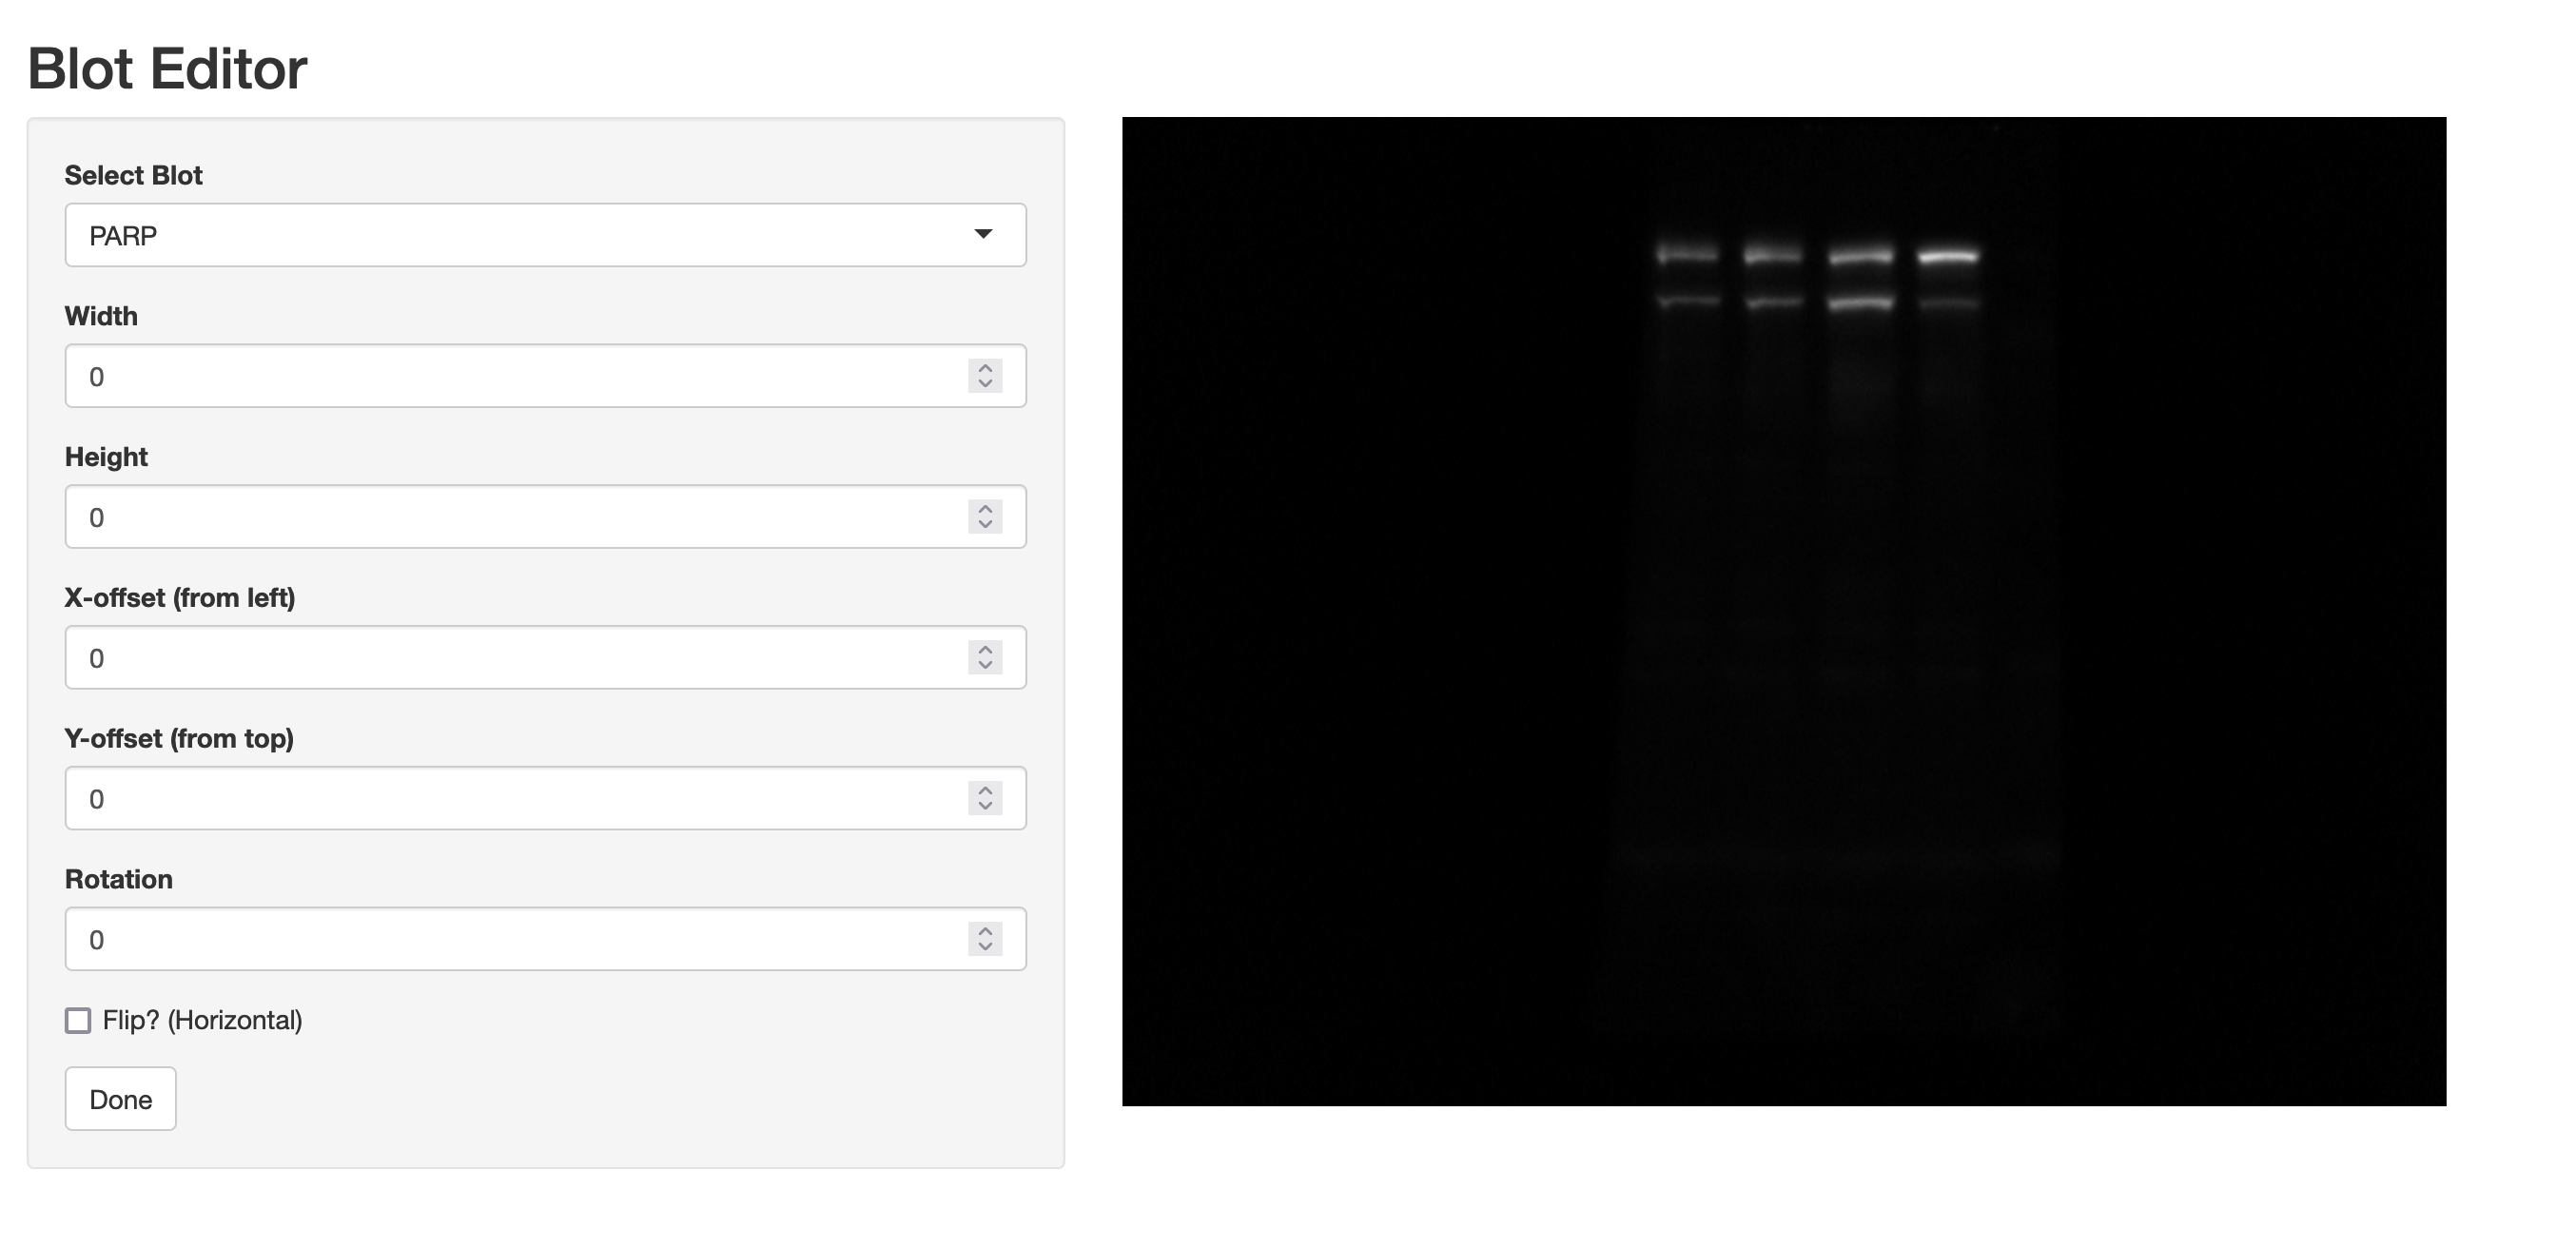 Blot Editor
Select Blot
PARP
Width
0
Height
0
X-offset (from left)
0
Y-offset (from top)
0
Rotation
0
Flip? (Horizontal)
Done